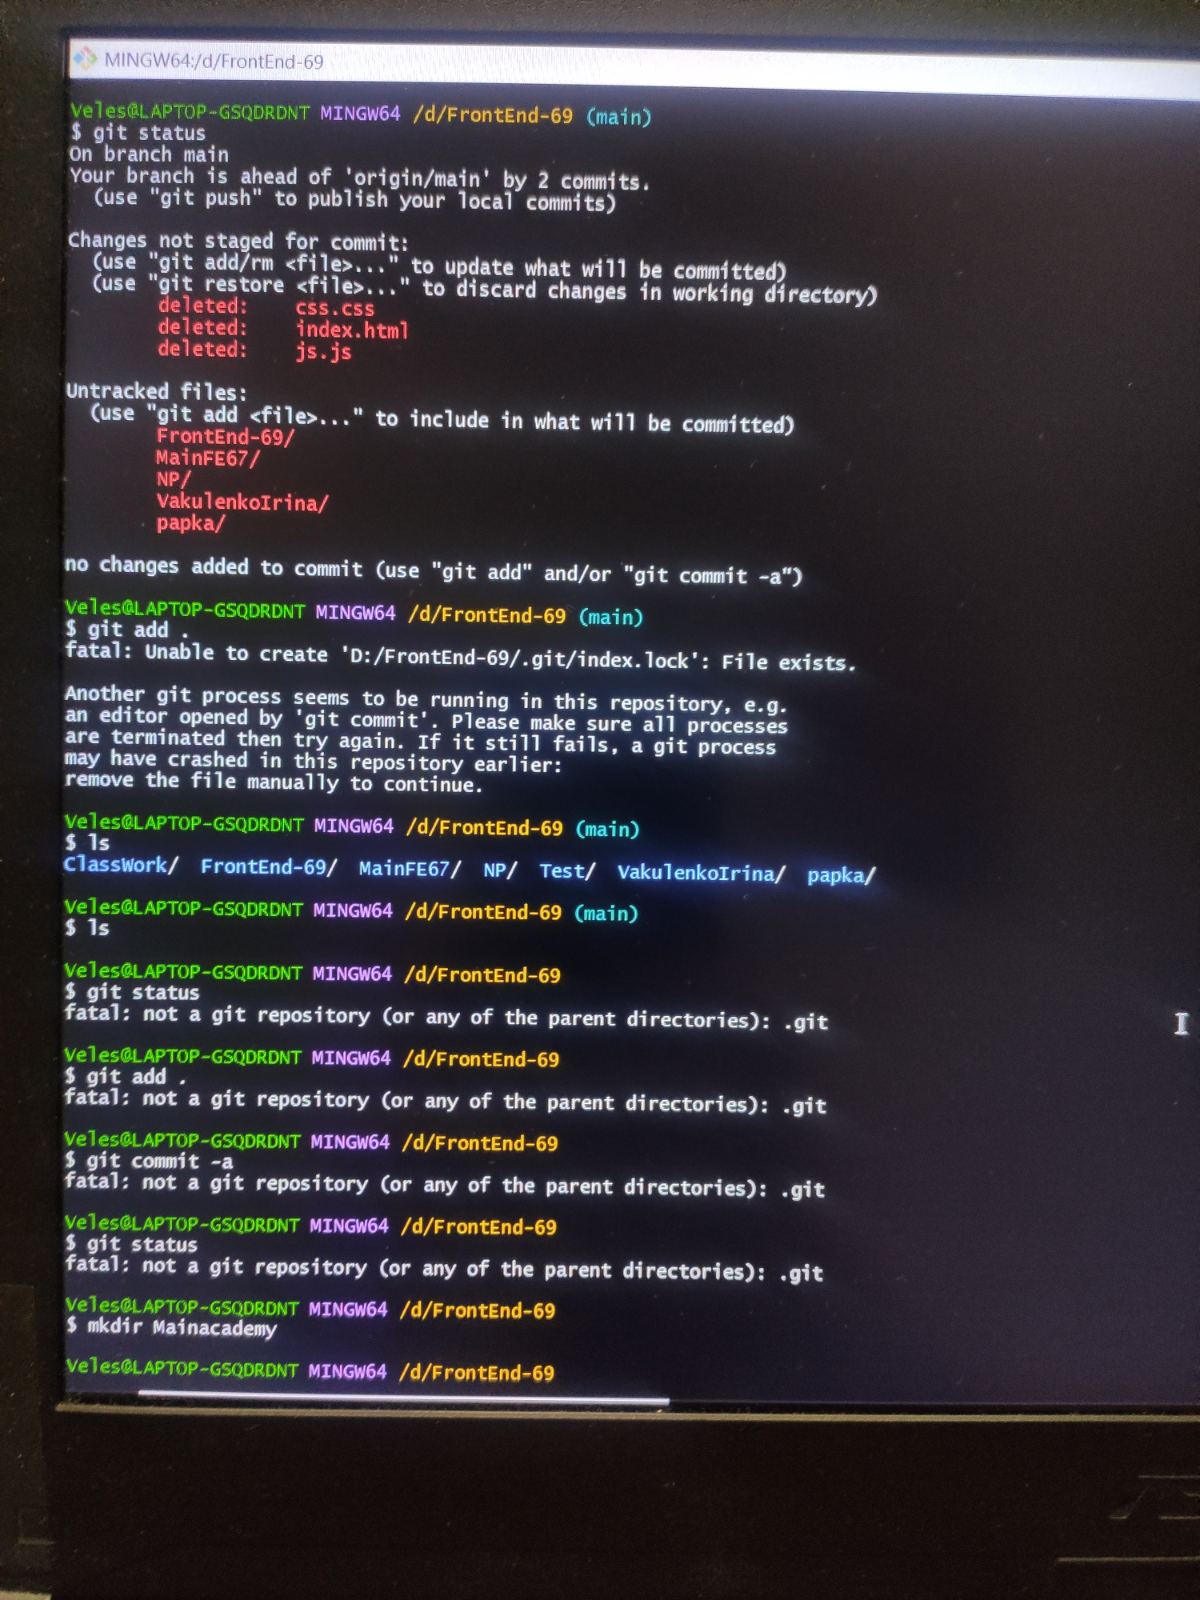 MINGW64:/d/FrontEnd-69
Veles@LAPTOP-GSQDRDNT MINGW64 /d/FrontEnd-69 (main)
$ git status
On branch main
Your branch is ahead of 'origin/main' by 2 commits.
(use "git push" to publish your local commits)
Changes not staged for commit:
(use "git add/rm <file>..." to update what will be committed)
(use "git restore <file>..." to discard changes in working directory)
deleted: css.css
deleted: index.html
deleted: js.js
Untracked files:
(use "git add <file>..." to include in what will be committed)
FrontEnd-69/
MainFE67/
NP/
VakulenkoIrina/
papka/
no changes added to commit (use "git add" and/or "git commit -a")
Veles@LAPTOP-GSQDRDNT MINGW64 /d/FrontEnd-69 (main)
$ git add .
fatal: Unable to create 'D:/FrontEnd-69/.git/index.lock': File exists.
Another git process seems to be running in this repository, e.g.
an editor opened by 'git commit'. Please make sure all processes
are terminated then try again. If it still fails, a git process
may have crashed in this repository earlier:
remove the file manually to continue.
Veles@LAPTOP-GSQDRDNT MINGW64 /d/FrontEnd-69 (main)
$ ls
ClassWork/ FrontEnd-69/ MainFE67/ NP/ Test/ VakulenkoIrina/ papka/
Veles@LAPTOP-GSQDRDNT MINGW64 /d/FrontEnd-69 (main)
$ ls
Veles@LAPTOP-GSQDRDNT MINGW64 /d/FrontEnd-69
$ git status
fatal: not a git repository (or any of the parent directories): .git
Veles@LAPTOP-GSQDRDNT MINGW64 /d/FrontEnd-69
$ git add .
fatal: not a git repository (or any of the parent directories): .git
Veles@LAPTOP-GSQDRDNT MINGW64 /d/FrontEnd-69
$ git commit -a
fatal: not a git repository (or any of the parent directories): .git
Veles@LAPTOP-GSQDRDNT MINGW64 /d/FrontEnd-69
$ git status
fatal: not a git repository (or any of the parent directories): .git
Veles@LAPTOP-GSQDRDNT MINGW64 /d/FrontEnd-69
$ mkdir Mainacademy
Veles@LAPTOP-GSQDRDNT MINGW64 /d/FrontEnd-69